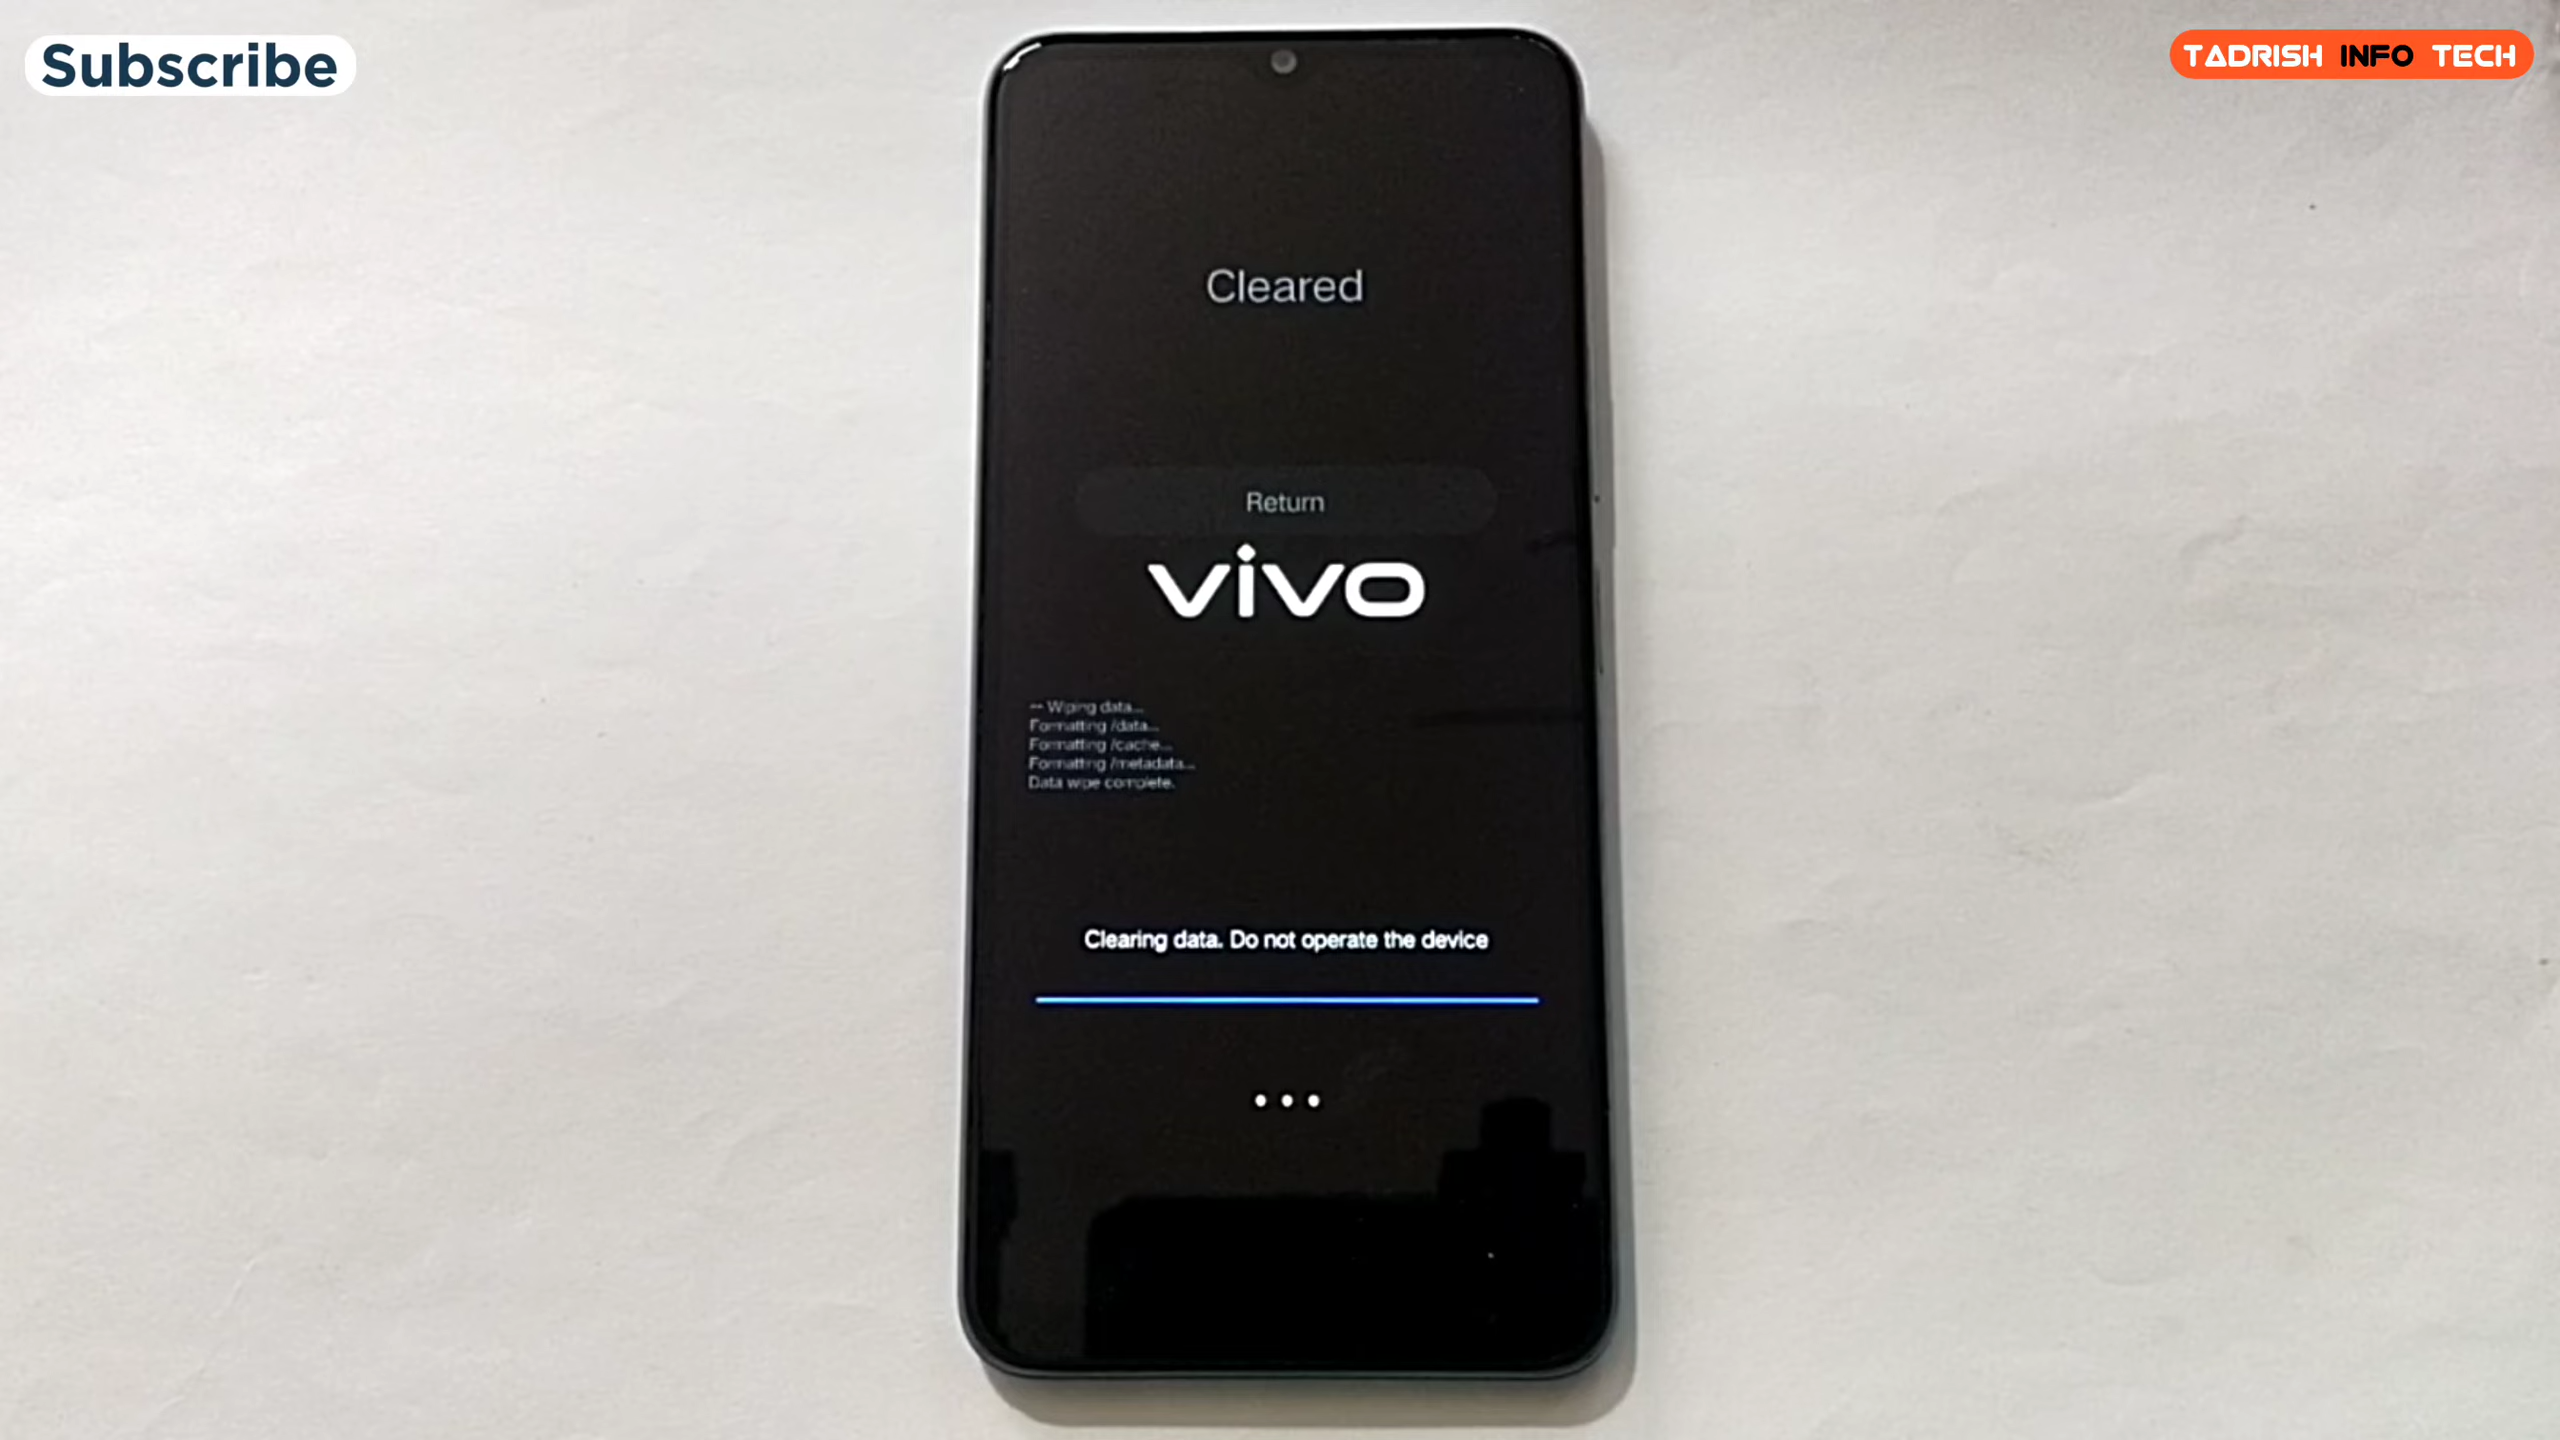 Subscribe
TADRISH INFO TECH
Cleared
Return
vivo
-- Wiping data...
Formatting /data...
Formatting /cache...
Formatting /metadata...
Data wipe complete.
Clearing data. Do not operate the device